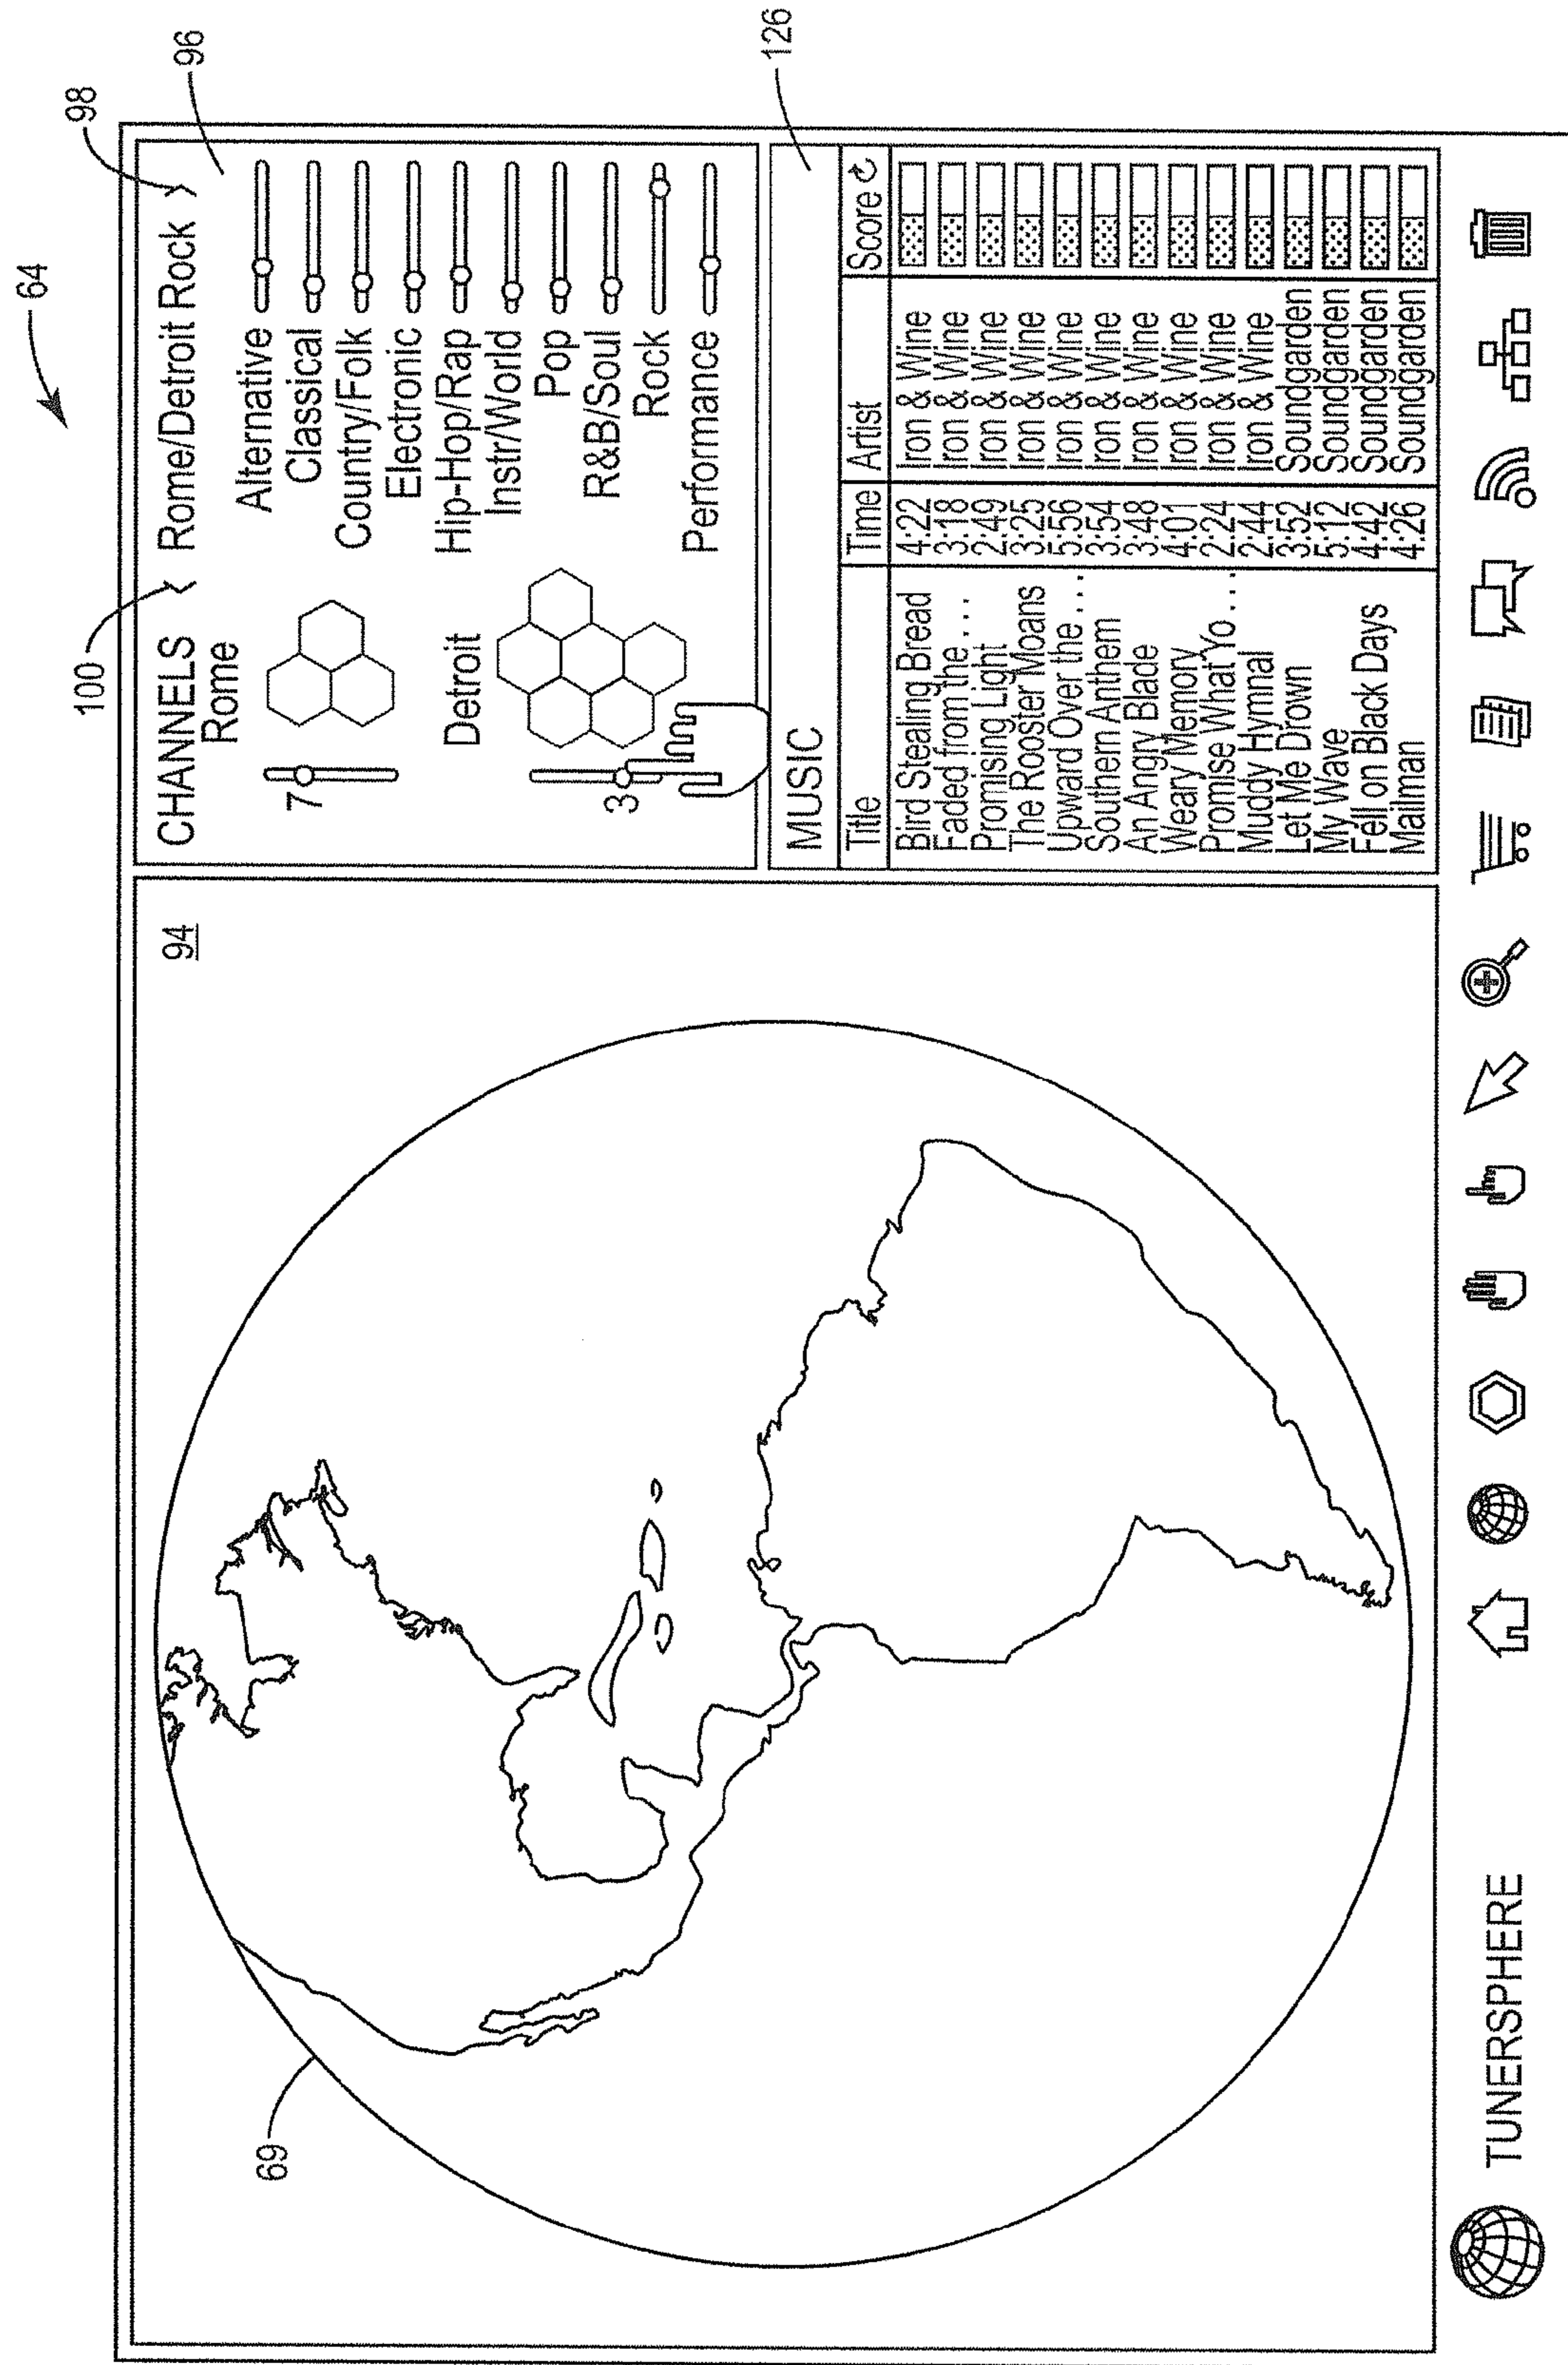 64
98
96
100
126
CHANNELS < Rome/Detroit Rock >
Rome
7
Detroit
3
Alternative
Classical
Country/Folk
Electronic
Hip-Hop/Rap
Instr/World
Pop
R&B/Soul
Rock
Performance
MUSIC
Title Time Artist Score
Bird Stealing Bread 4:22 Iron & Wine
Faded from the... 3:18 Iron & Wine
Promising Light 2:49 Iron & Wine
The Rooster Moans 3:25 Iron & Wine
Upward Over the ... 5:56 Iron & Wine
Southern Anthem 3:54 Iron & Wine
An Angry Blade 3:48 Iron & Wine
Weary Memory 4:01 Iron & Wine
Promise What Yo... 2:24 Iron & Wine
Muddy Hymnal 2:44 Iron & Wine
Let Me Drown 3:52 Soundgarden
My Wave 5:12 Soundgarden
Fell on Black Days 4:42 Soundgarden
Mailman 4:26 Soundgarden
94
69
TUNERSPHERE